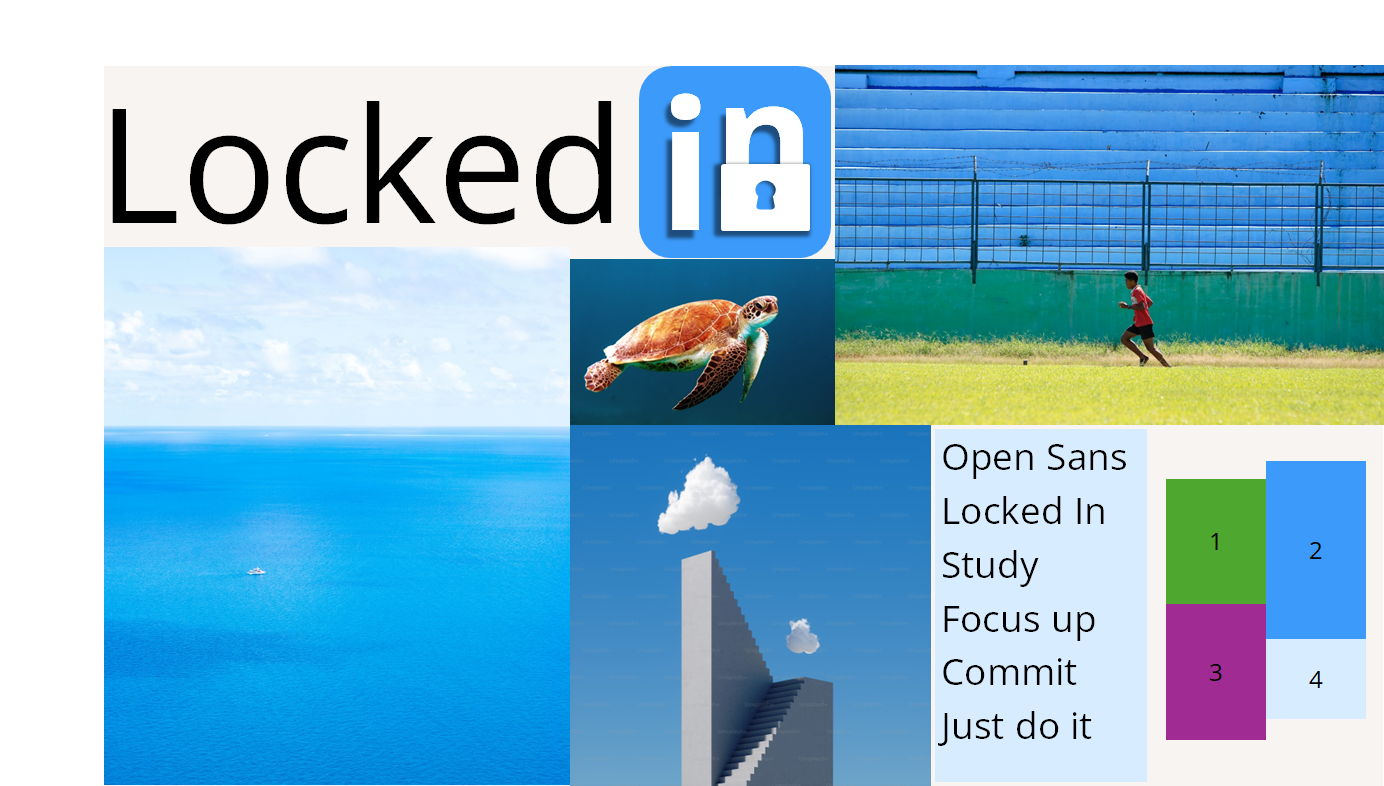 Locked in
Open Sans
Locked In
Study
Focus up
Commit
Just do it
1
2
3
4